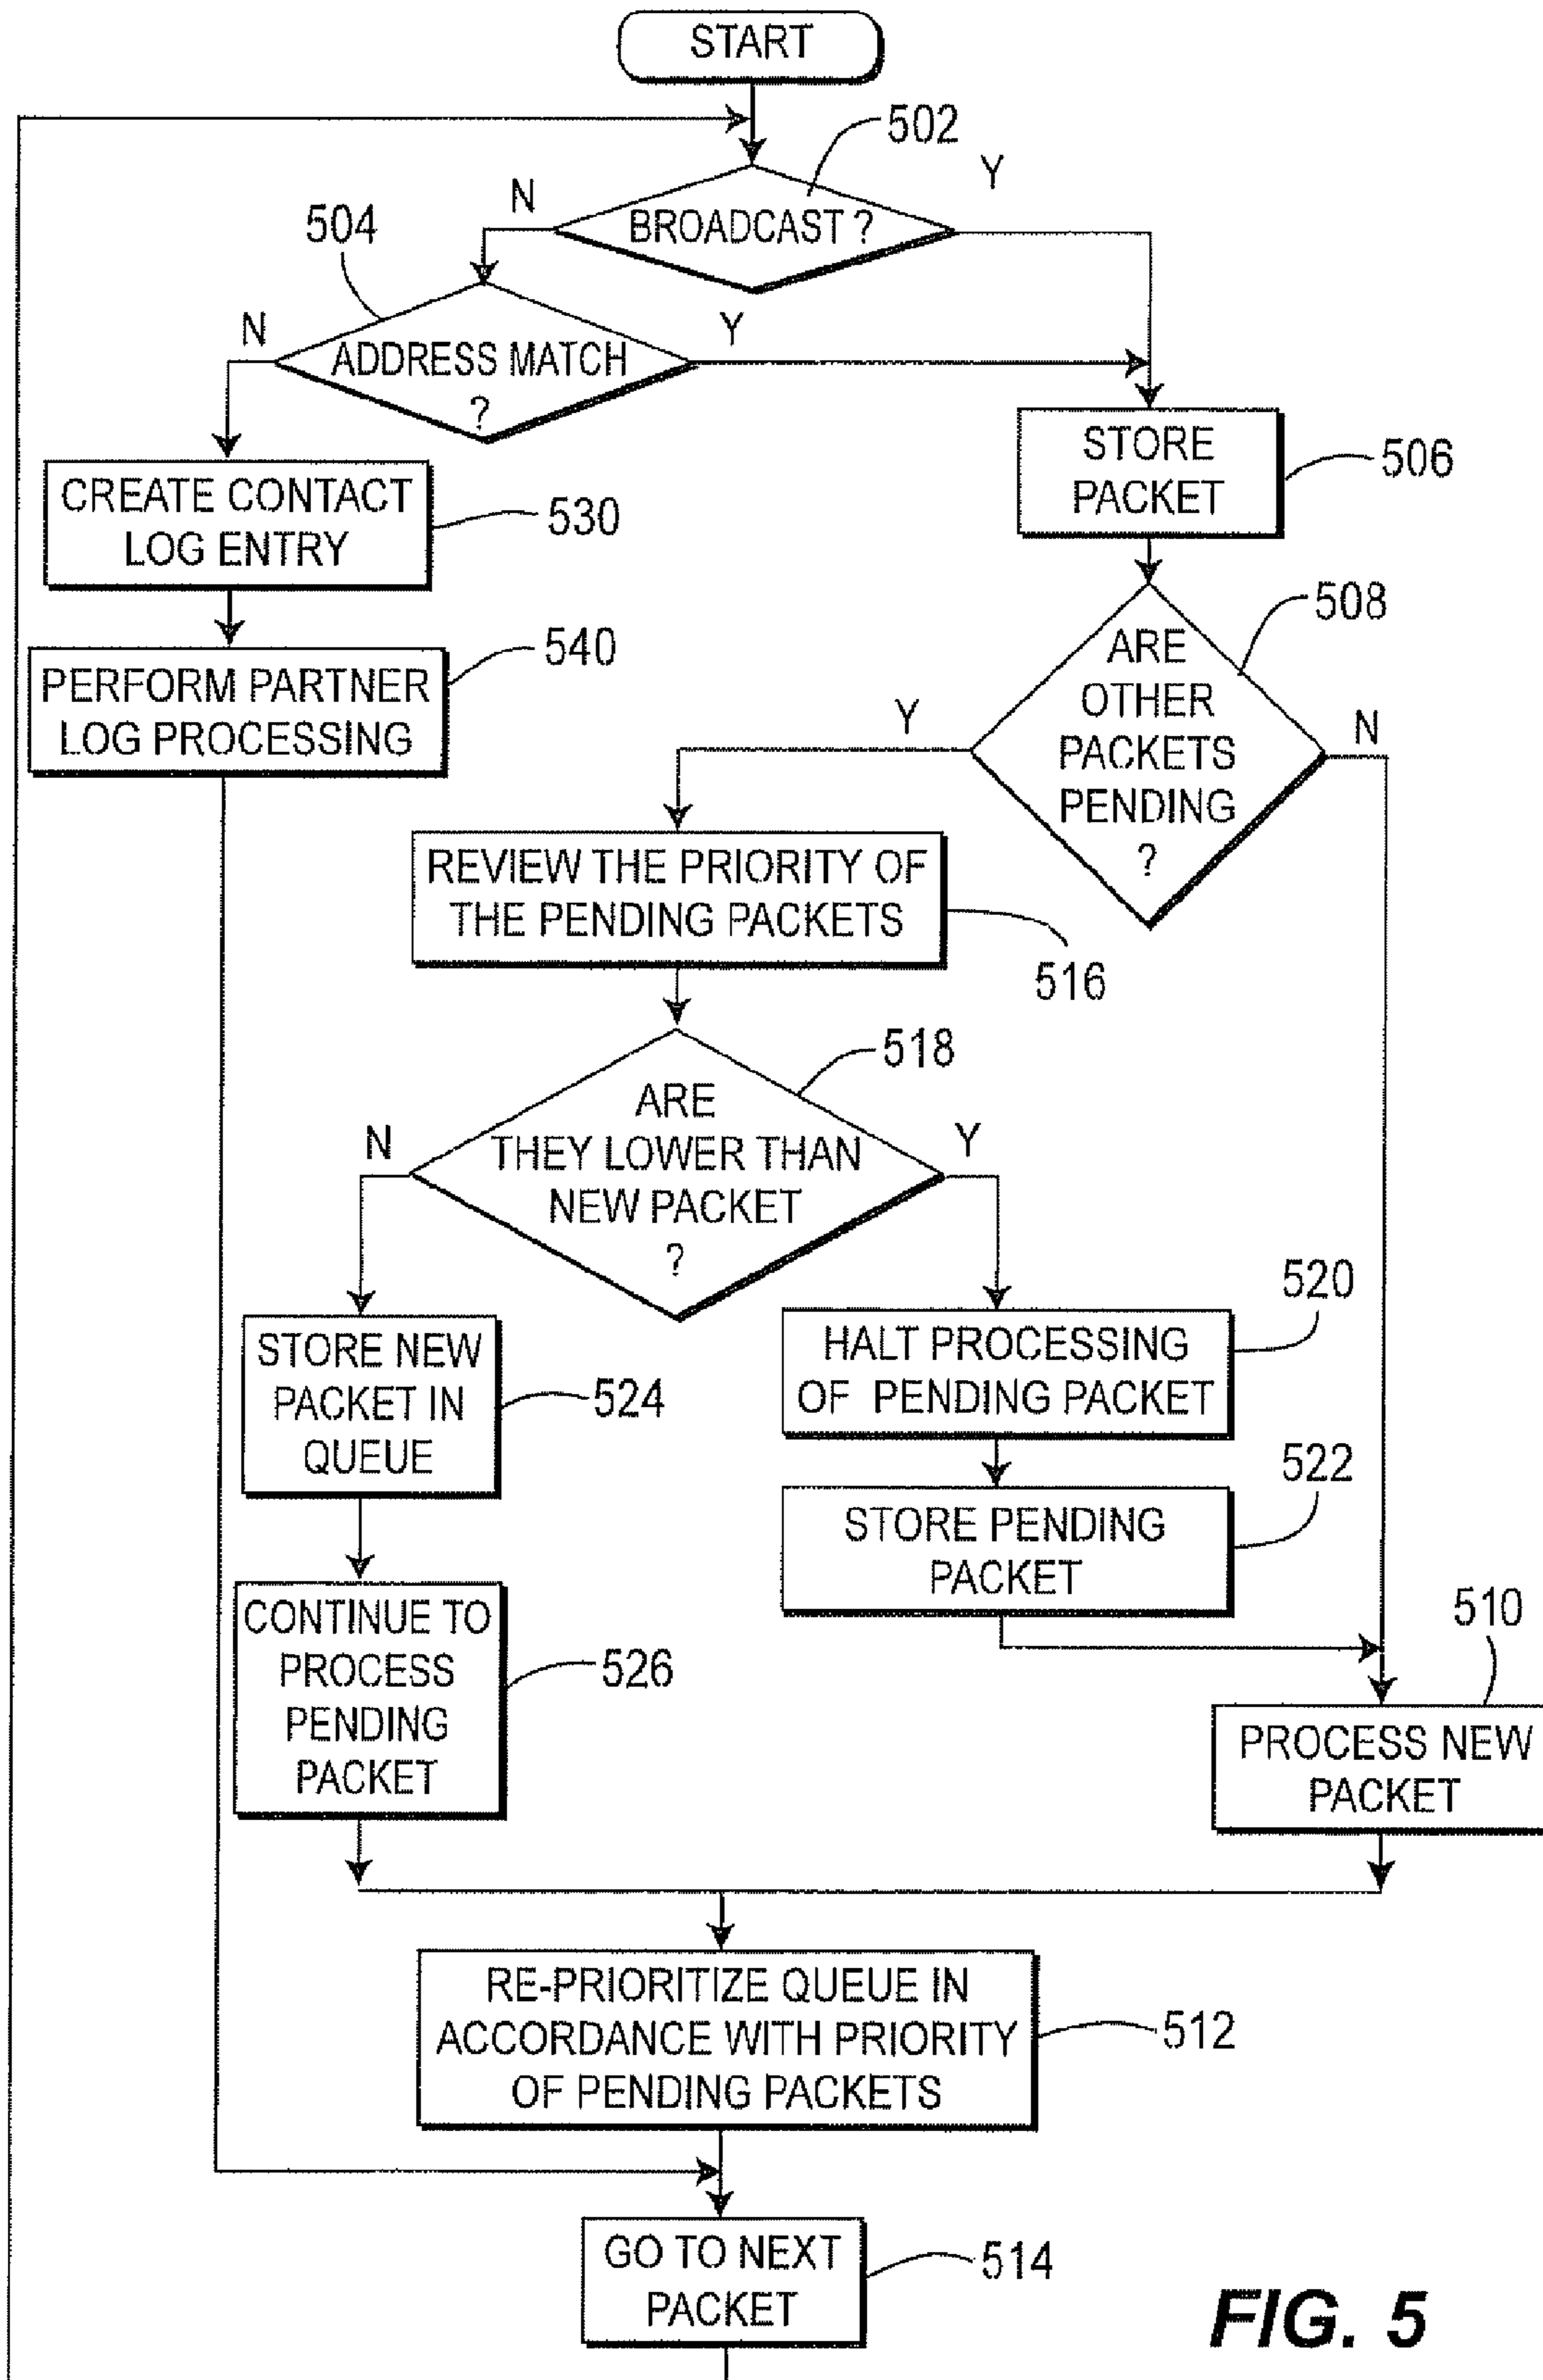 START
502
Y
N
BROADCAST ?
504
N
Y
ADDRESS MATCH
?
STORE
PACKET
506
CREATE CONTACT
LOG ENTRY
530
508
ARE
OTHER
PACKETS
PENDING
?
540
PERFORM PARTNER
LOG PROCESSING
Y
N
REVIEW THE PRIORITY OF
THE PENDING PACKETS
516
518
ARE
THEY LOWER THAN
NEW PACKET
?
N
Y
520
HALT PROCESSING
OF PENDING PACKET
STORE NEW
PACKET IN
QUEUE
524
522
STORE PENDING
PACKET
CONTINUE TO
PROCESS
PENDING
PACKET
526
510
PROCESS NEW
PACKET
RE-PRIORITIZE QUEUE IN
ACCORDANCE WITH PRIORITY
OF PENDING PACKETS
512
GO TO NEXT
PACKET
514
FIG. 5